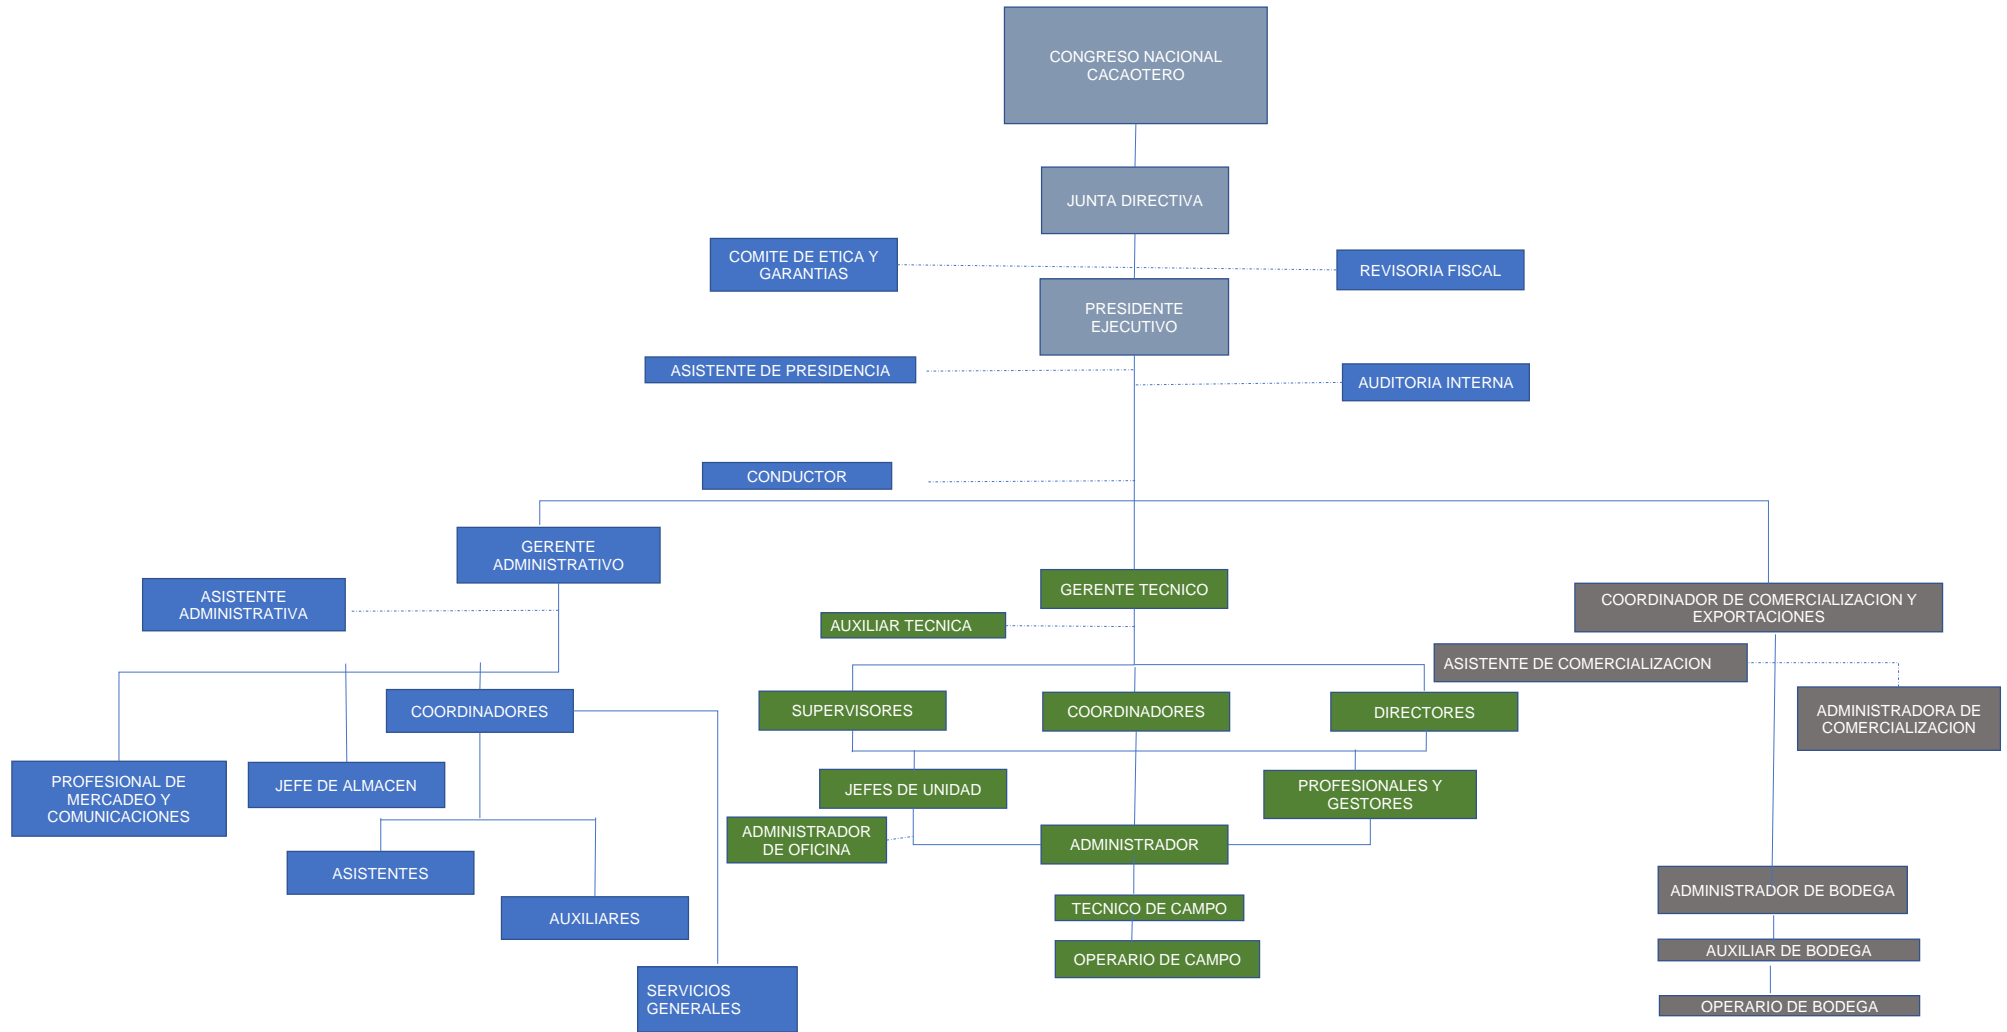 CONGRESO NACIONAL
CACAOTERO
JUNTA DIRECTIVA
COMITE DE ETICA Y
GARANTIAS
REVISORIA FISCAL
PRESIDENTE
EJECUTIVO
ASISTENTE DE PRESIDENCIA
AUDITORIA INTERNA
CONDUCTOR
GERENTE
ADMINISTRATIVO
GERENTE TECNICO
COORDINADOR DE COMERCIALIZACION Y
EXPORTACIONES
ASISTENTE
ADMINISTRATIVA
AUXILIAR TECNICA
ASISTENTE DE COMERCIALIZACION
ADMINISTRADORA DE
COMERCIALIZACION
COORDINADORES
SUPERVISORES
COORDINADORES
DIRECTORES
PROFESIONAL DE
MERCADEO Y
COMUNICACIONES
JEFE DE ALMACEN
JEFES DE UNIDAD
PROFESIONALES Y
GESTORES
ADMINISTRADOR
DE OFICINA
ADMINISTRADOR
ASISTENTES
AUXILIARES
TECNICO DE CAMPO
OPERARIO DE CAMPO
ADMINISTRADOR DE BODEGA
AUXILIAR DE BODEGA
OPERARIO DE BODEGA
SERVICIOS
GENERALES